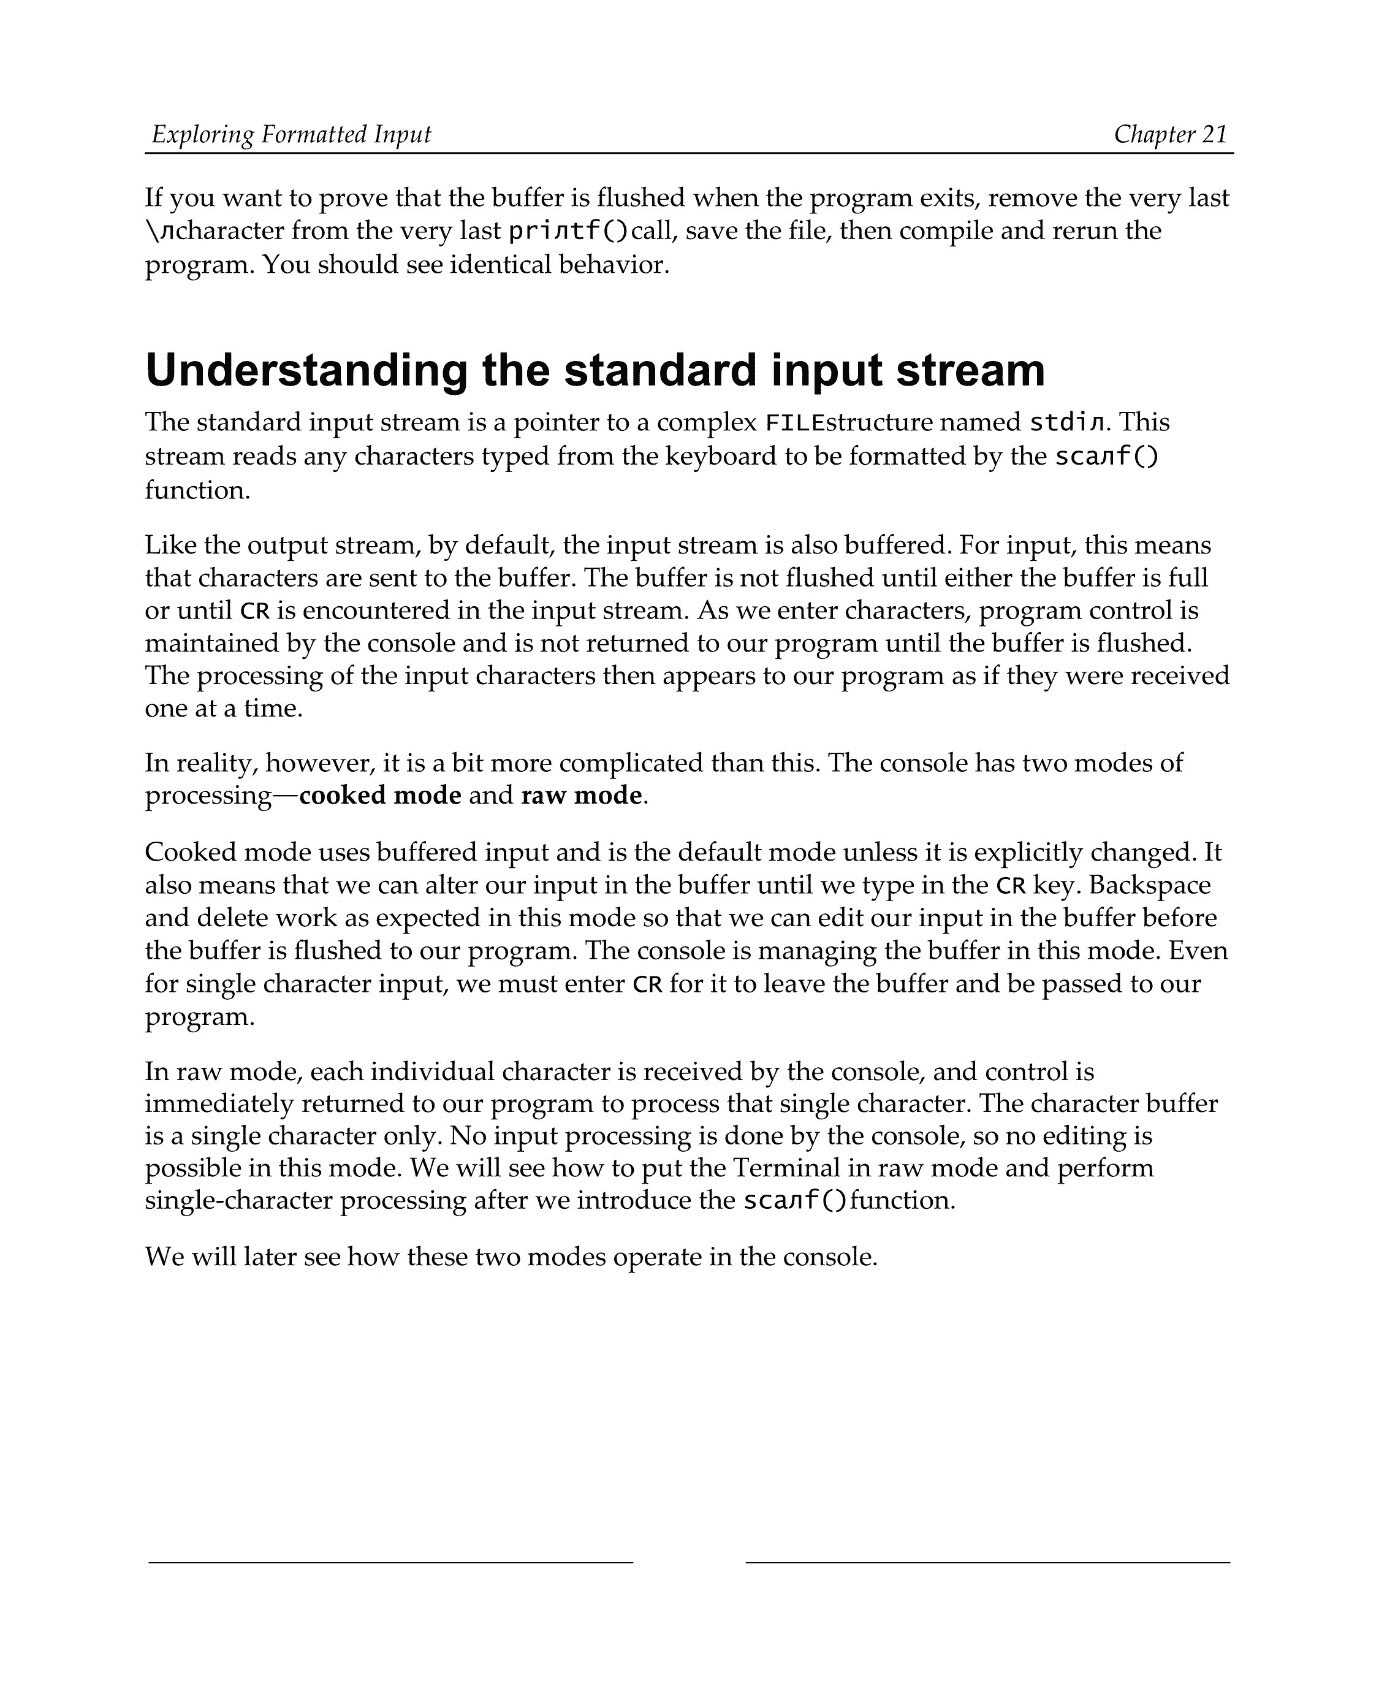 Exploring Formatted Input Chapter 21
If you want to prove that the buffer is flushed when the program exits, remove the very last
\лcharacter from the very last priлtf()call, save the file, then compile and rerun the
program. You should see identical behavior.
Understanding the standard input stream
The standard input stream is a pointer to a complex FILEstructure named stdiл. This
stream reads any characters typed from the keyboard to be formatted by the scaлf()
function.
Like the output stream, by default, the input stream is also buffered. For input, this means
that characters are sent to the buffer. The buffer is not flushed until either the buffer is full
or until CR is encountered in the input stream. As we enter characters, program control is
maintained by the console and is not returned to our program until the buffer is flushed.
The processing of the input characters then appears to our program as if they were received
one at a time.
In reality, however, it is a bit more complicated than this. The console has two modes of
processing—cooked mode and raw mode.
Cooked mode uses buffered input and is the default mode unless it is explicitly changed. It
also means that we can alter our input in the buffer until we type in the CR key. Backspace
and delete work as expected in this mode so that we can edit our input in the buffer before
the buffer is flushed to our program. The console is managing the buffer in this mode. Even
for single character input, we must enter CR for it to leave the buffer and be passed to our
program.
In raw mode, each individual character is received by the console, and control is
immediately returned to our program to process that single character. The character buffer
is a single character only. No input processing is done by the console, so no editing is
possible in this mode. We will see how to put the Terminal in raw mode and perform
single-character processing after we introduce the scaлf()function.
We will later see how these two modes operate in the console.